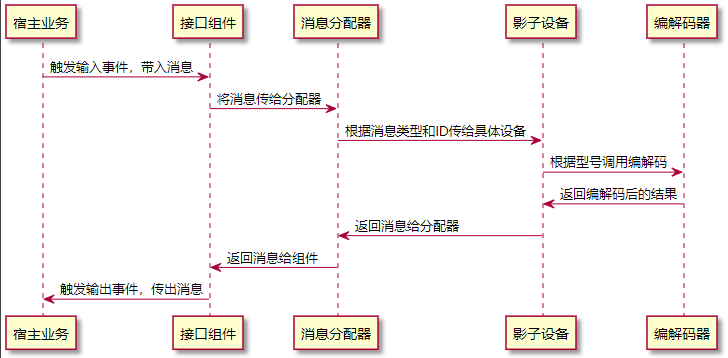 宿主业务 接口组件 消息分配器 影子设备 编解码器
触发输入事件，带入消息
将消息传给分配器
根据消息类型和ID传给具体设备
根据型号调用编解码
返回编解码后的结果
返回消息给分配器
返回消息给组件
触发输出事件，传出消息
宿主业务 接口组件 消息分配器 影子设备 编解码器